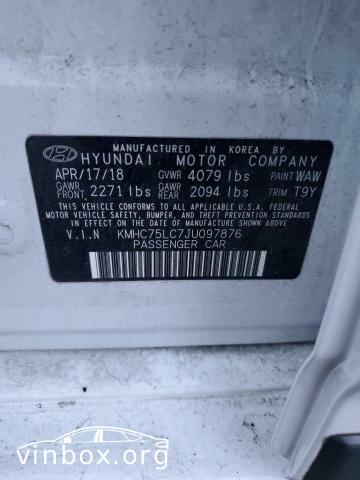 MANUFACTURED IN KOREA BY
HYUNDAI MOTOR COMPANY
APR/17/18 GVWR 4079 lbs PAINT WAW
GAWR FRONT 2271 lbs GAWR REAR 2094 lbs TRIM T9Y
THIS VEHICLE CONFORMS TO ALL APPLICABLE U.S.
FEDERAL MOTOR VEHICLE SAFETY, BUMPER, AND THEFT
PREVENTION STANDARDS IN EFFECT ON THE DATE OF
MANUFACTURE SHOWN ABOVE.
V.I.N KMHC75LC7JU097876
PASSENGER CAR
vinbox.org